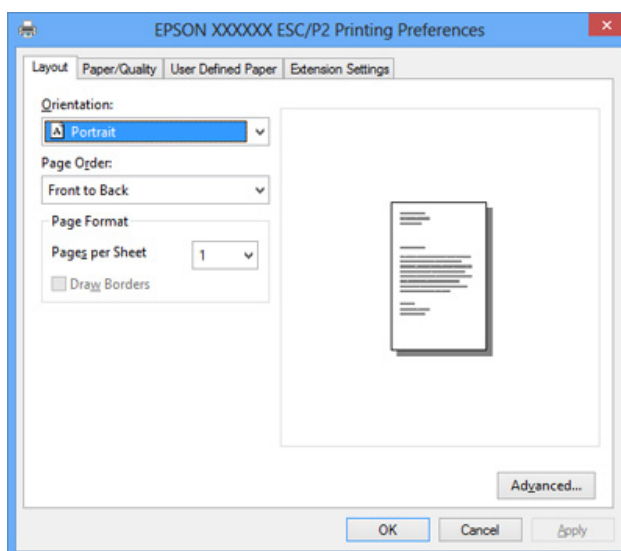 EPSON XXXXXX ESC/P2 Printing Preferences
Layout Paper/Quality User Defined Paper Extension Settings
Orientation:
A Portrait
Page Order:
Front to Back
Page Format
Pages per Sheet 1
Draw Borders
Advanced...
OK Cancel Apply